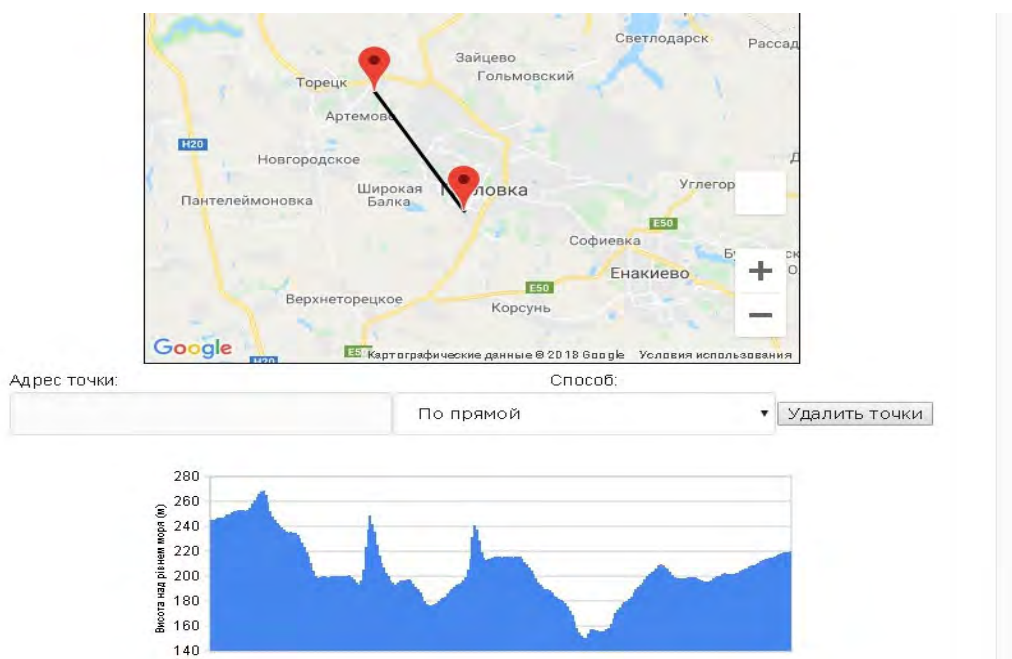 Светлодарск
Рассад
Зайцево
Гольмовский
Торецк
Артемово
H20
Новгородское
Широкая
Балка
ловка
Углегор
Пантелеймоновка
E50
Софиевка
Енакиево
E50
Верхнеторецкое
Корсунь
+
−
Google
H20
Картографические данные © 2018 Google Условия использования
Адрес точки: Способ:
По прямой Удалить точки
Висота над рівнем моря (м)
280
260
240
220
200
180
160
140